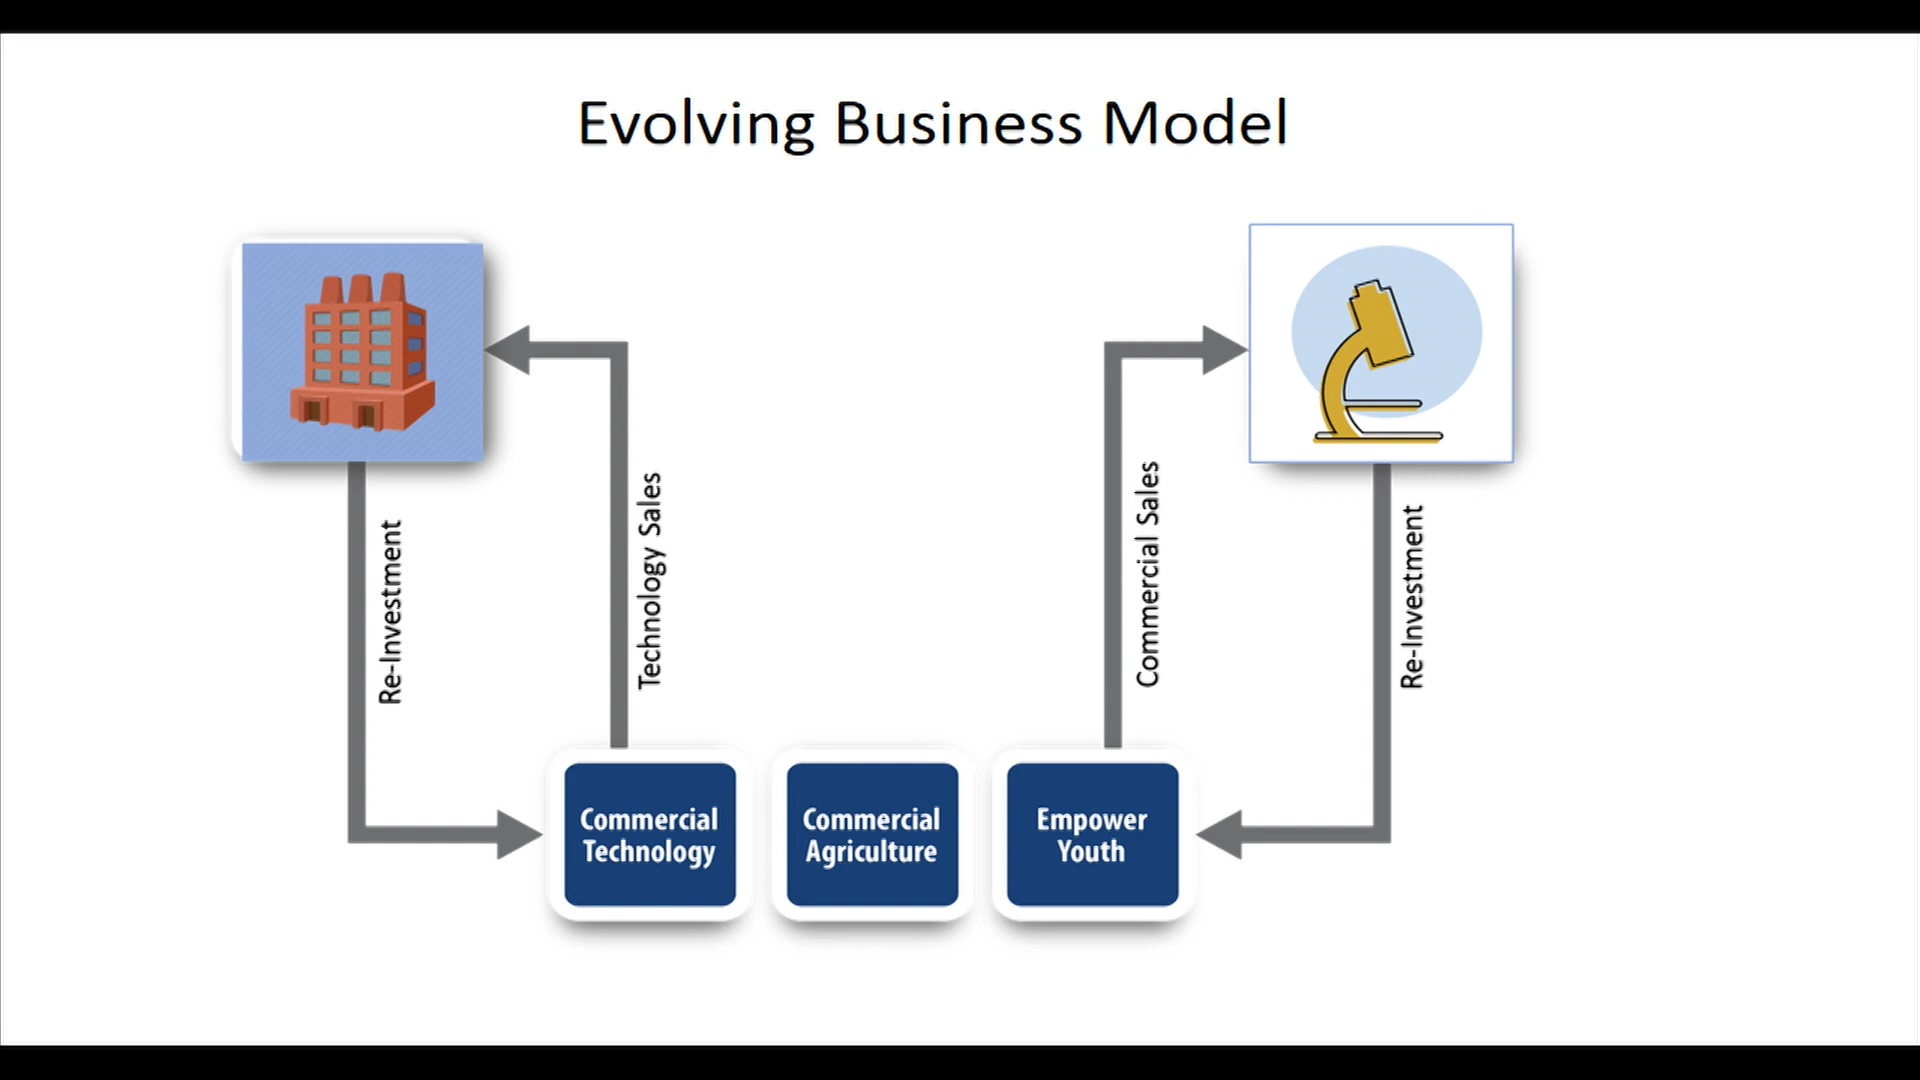 Evolving Business Model
Re-Investment
Technology Sales
Commercial Sales
Re-Investment
Commercial
Technology
Commercial
Agriculture
Empower
Youth